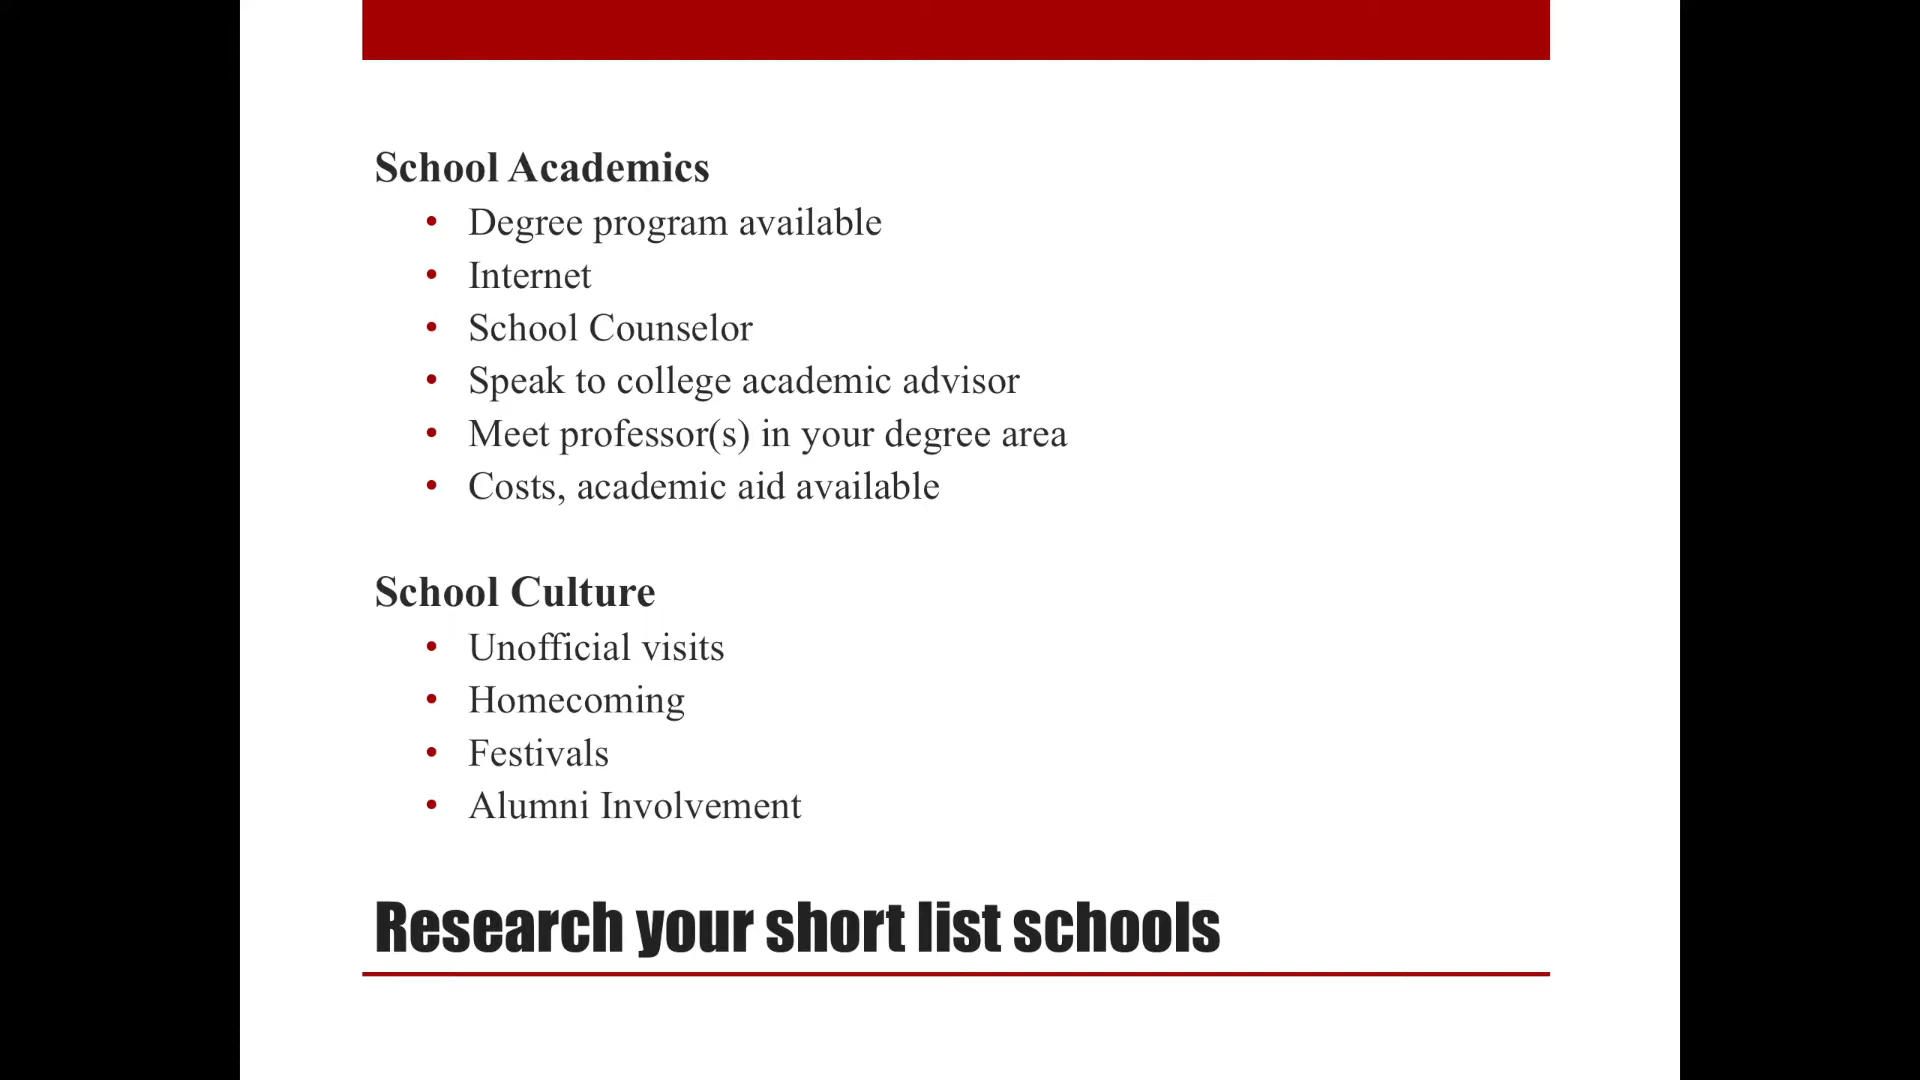 School Academics
• Degree program available
• Internet
• School Counselor
• Speak to college academic advisor
• Meet professor(s) in your degree area
• Costs, academic aid available
School Culture
• Unofficial visits
• Homecoming
• Festivals
• Alumni Involvement
Research your short list schools